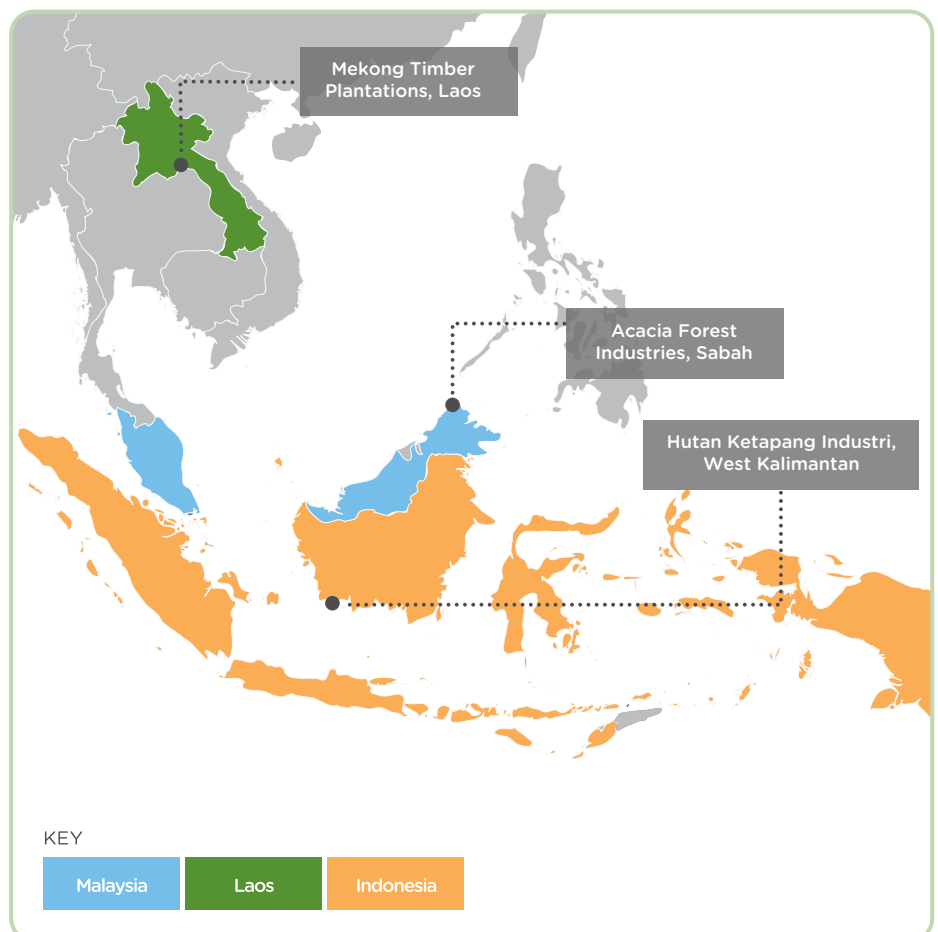 Mekong Timber
Plantations, Laos
Acacia Forest
Industries, Sabah
Hutan Ketapang Industri,
West Kalimantan
KEY
Malaysia
Laos
Indonesia